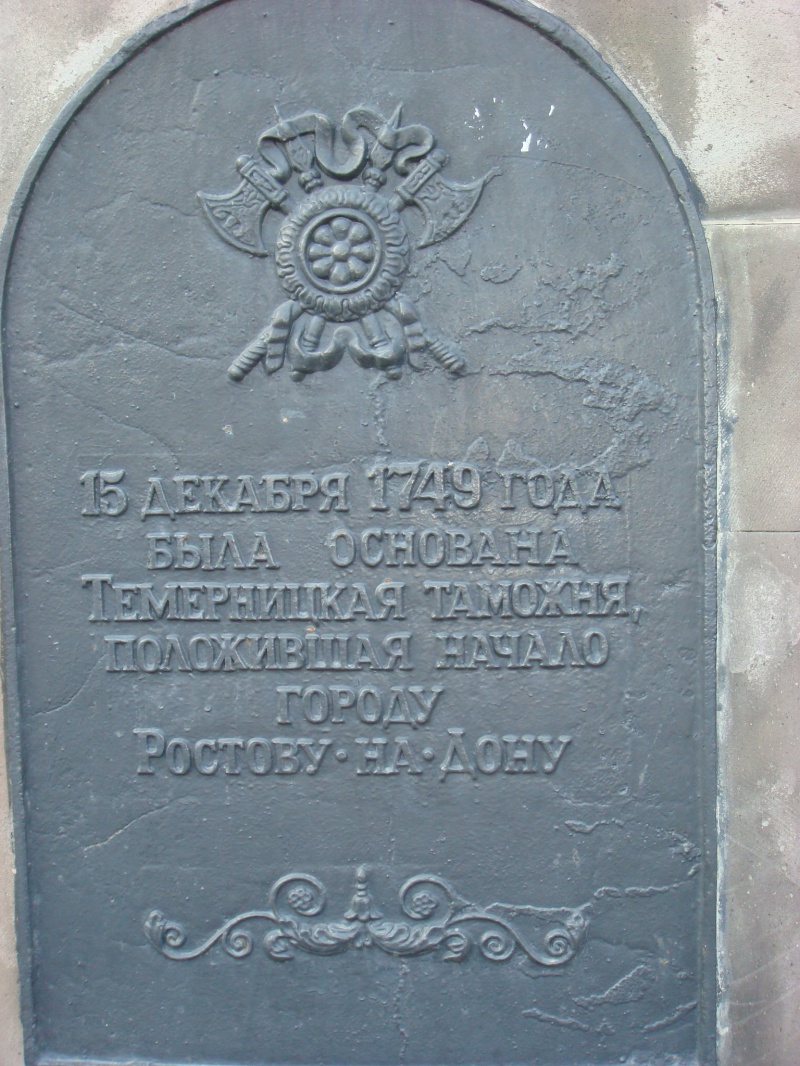 15 ДЕКАБРЯ 1749 ГОДА
БЫЛА ОСНОВАНА
ТЕМЕРНИЦКАЯ ТАМОЖНЯ,
ПОЛОЖИВШАЯ НАЧАЛО
ГОРОДУ
РОСТОВУ·НА·ДОНУ